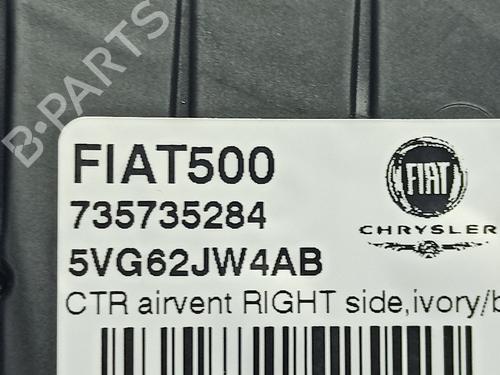 B-PARTS
FIAT500
735735284
5VG62JW4AB
CTR airvent RIGHT side,ivory/b
FIAT
CHRYSLER